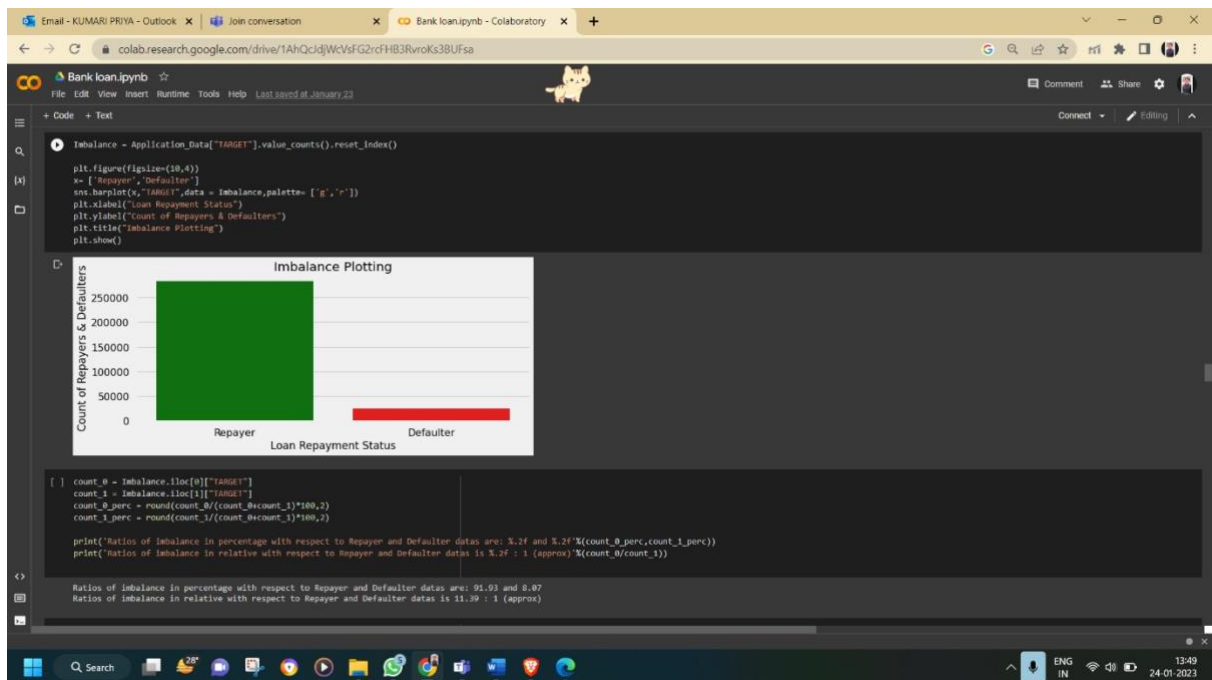 Email - KUMARI PRIYA - Outlook
Join conversation
Bank loan.ipynb - Colaboratory
colab.research.google.com/drive/1AhQcJdjWcVsFG2rcFHB3RvroKs3BUFsa
Bank loan.ipynb
Comment
Share
File Edit View Insert Runtime Tools Help Last saved at January 23
+ Code + Text
Connect
Editing
Imbalance = Application_Data["TARGET"].value_counts().reset_index()
plt.figure(figsize=(10,4))
x= ['Repayer','Defaulter']
sns.barplot(x,"TARGET",data = Imbalance,palette= ['g','r'])
plt.xlabel("Loan Repayment Status")
plt.ylabel("Count of Repayers & Defaulters")
plt.title("Imbalance Plotting")
plt.show()
Imbalance Plotting
Count of Repayers & Defaulters
250000
200000
150000
100000
50000
0
Repayer Defaulter
Loan Repayment Status
[ ] count_0 = Imbalance.iloc[0]["TARGET"]
count_1 = Imbalance.iloc[1]["TARGET"]
count_0_perc = round(count_0/(count_0+count_1)*100,2)
count_1_perc = round(count_1/(count_0+count_1)*100,2)
print('Ratios of imbalance in percentage with respect to Repayer and Defaulter datas are: %.2f and %.2f'%(count_0_perc,count_1_perc))
print('Ratios of imbalance in relative with respect to Repayer and Defaulter datas is %.2f : 1 (approx)'%(count_0/count_1))
Ratios of imbalance in percentage with respect to Repayer and Defaulter datas are: 91.93 and 8.07
Ratios of imbalance in relative with respect to Repayer and Defaulter datas is 11.39 : 1 (approx)
Search
28°
ENG
IN
13:49
24-01-2023